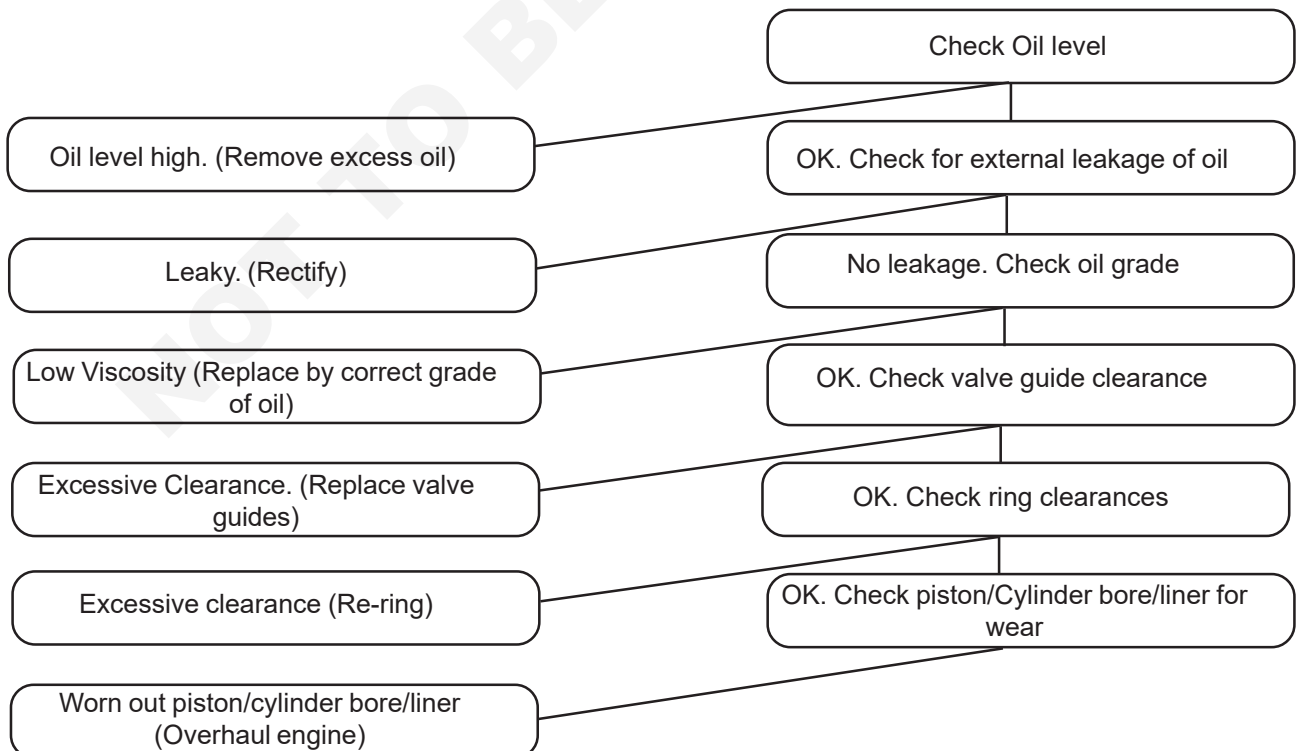 Check Oil level
Oil level high. (Remove excess oil)
OK. Check for external leakage of oil
Leaky. (Rectify)
No leakage. Check oil grade
Low Viscosity (Replace by correct grade
of oil)
OK. Check valve guide clearance
Excessive Clearance. (Replace valve
guides)
OK. Check ring clearances
Excessive clearance (Re-ring)
OK. Check piston/Cylinder bore/liner for
wear
Worn out piston/cylinder bore/liner
(Overhaul engine)
NOT TO BE